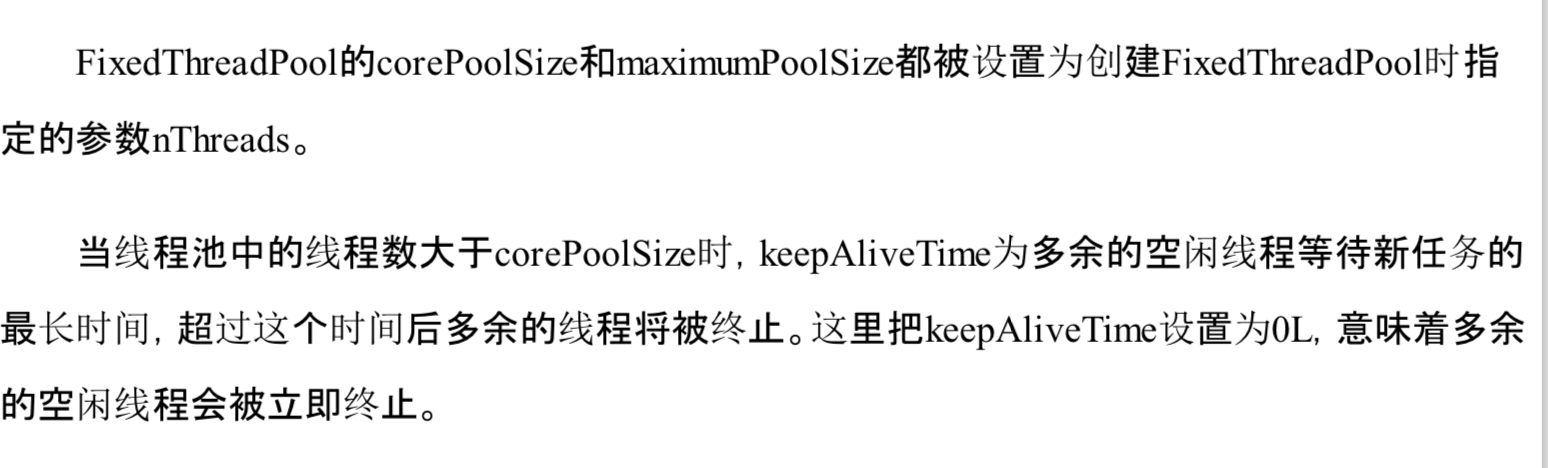 FixedThreadPool的corePoolSize和maximumPoolSize都被设置为创建FixedThreadPool时指
定的参数nThreads。
当线程池中的线程数大于corePoolSize时，keepAliveTime为多余的空闲线程等待新任务的
最长时间，超过这个时间后多余的线程将被终止。这里把keepAliveTime设置为0L，意味着多余
的空闲线程会被立即终止。